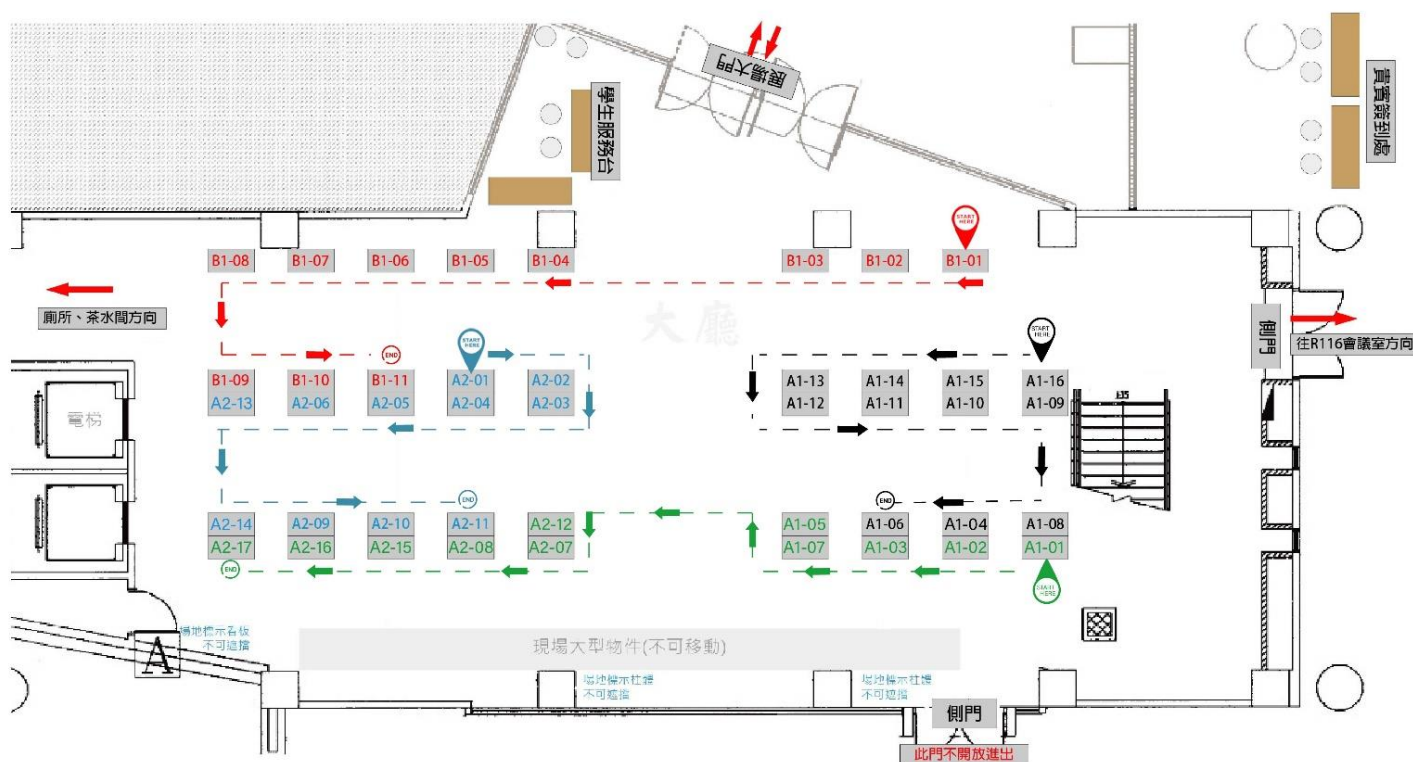 展場大門
學生服務台
貴賓簽到處
START HERE
B1-08 B1-07 B1-06 B1-05 B1-04 B1-03 B1-02 B1-01
廁所、茶水間方向
大廳
側門
往R116會議室方向
END
START HERE
START HERE
B1-09 B1-10 B1-11 A2-01 A2-02 A1-13 A1-14 A1-15 A1-16
A2-13 A2-06 A2-05 A2-04 A2-03 A1-12 A1-11 A1-10 A1-09
電梯
END
END
A2-14 A2-09 A2-10 A2-11 A2-12 A1-05 A1-06 A1-04 A1-08
A2-17 A2-16 A2-15 A2-08 A2-07 A1-07 A1-03 A1-02 A1-01
END
START HERE
場地標示看板
不可遮擋
A
現場大型物件(不可移動)
場地標示柱體
不可遮擋
場地標示柱體
不可遮擋
側門
此門不開放進出